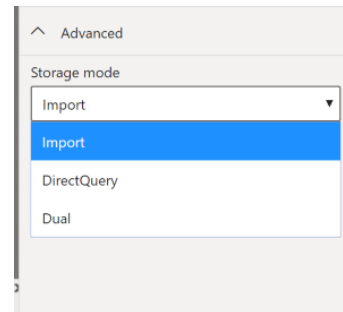 Advanced
Storage mode
Import
Import
DirectQuery
Dual